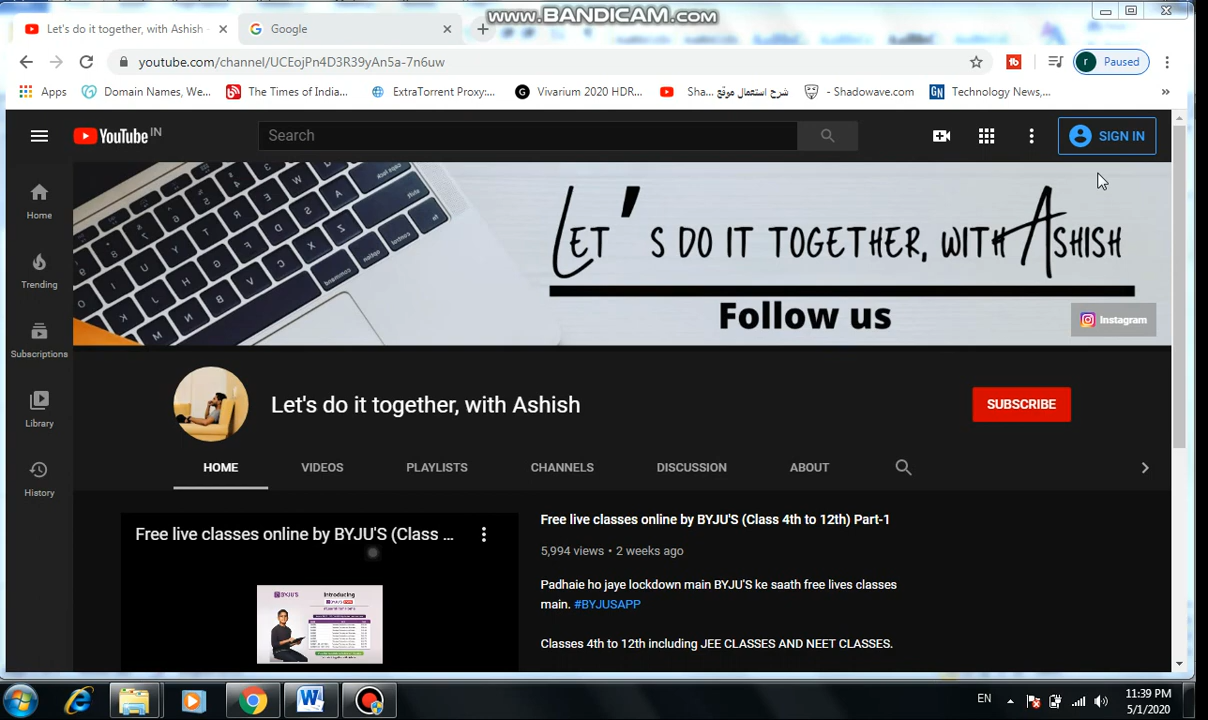 www.BANDICAM.com
Let's do it together, with Ashish
Google
youtube.com/channel/UCEojPn4D3R39yAn5a-7n6uw
r Paused
Apps
Domain Names, We...
The Times of India...
ExtraTorrent Proxy:...
Vivarium 2020 HDR...
Sha... شرح استعمال موقع
- Shadowave.com
GN Technology News,...
YouTube IN
Search
SIGN IN
Home
Trending
Subscriptions
Library
History
LET'S DO IT TOGETHER, WITH ASHISH
Follow us
Instagram
Let's do it together, with Ashish
SUBSCRIBE
HOME VIDEOS PLAYLISTS CHANNELS DISCUSSION ABOUT
Free live classes online by BYJU'S (Class ...
BYJU'S
Introducing
Free live classes online by BYJU'S (Class 4th to 12th) Part-1
5,994 views • 2 weeks ago
Padhaie ho jaye lockdown main BYJU'S ke saath free lives classes
main. #BYJUSAPP
Classes 4th to 12th including JEE CLASSES AND NEET CLASSES.
EN
11:39 PM
5/1/2020